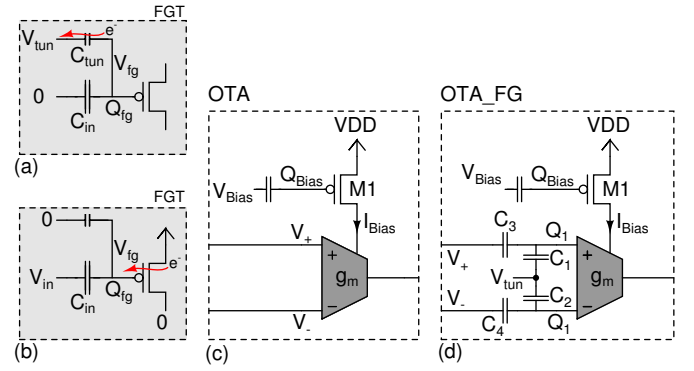 FGT
V_tun
e-
C_tun
V_fg
0
C_in
Q_fg
(a)
FGT
0
V_fg
e-
V_in
C_in
Q_fg
0
(b)
OTA
VDD
Q_Bias
V_Bias
M1
I_Bias
V_+
+
g_m
−
V_-
(c)
OTA_FG
VDD
Q_Bias
V_Bias
M1
I_Bias
C_3
Q_1
V_+
C_1
+
V_tun
g_m
V_-
C_2
−
C_4
Q_1
(d)